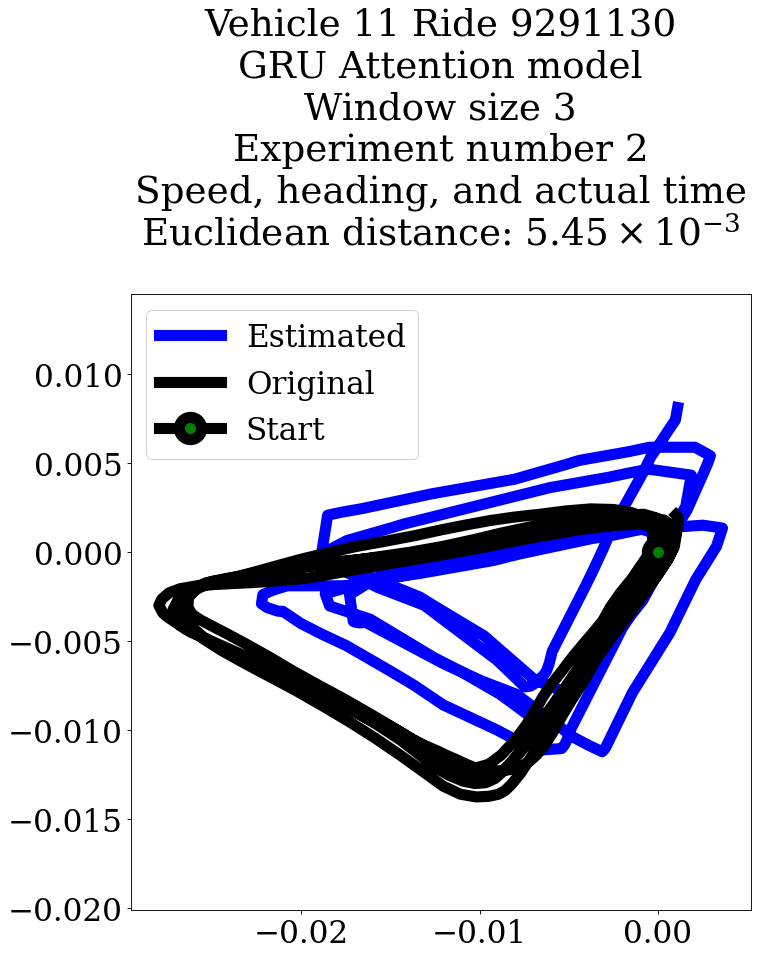 Vehicle 11 Ride 9291130
GRU Attention model
Window size 3
Experiment number 2
Speed, heading, and actual time
Euclidean distance: 5.45 × 10⁻³
Estimated
Original
Start
0.010
0.005
0.000
−0.005
−0.010
−0.015
−0.020
−0.02
−0.01
0.00